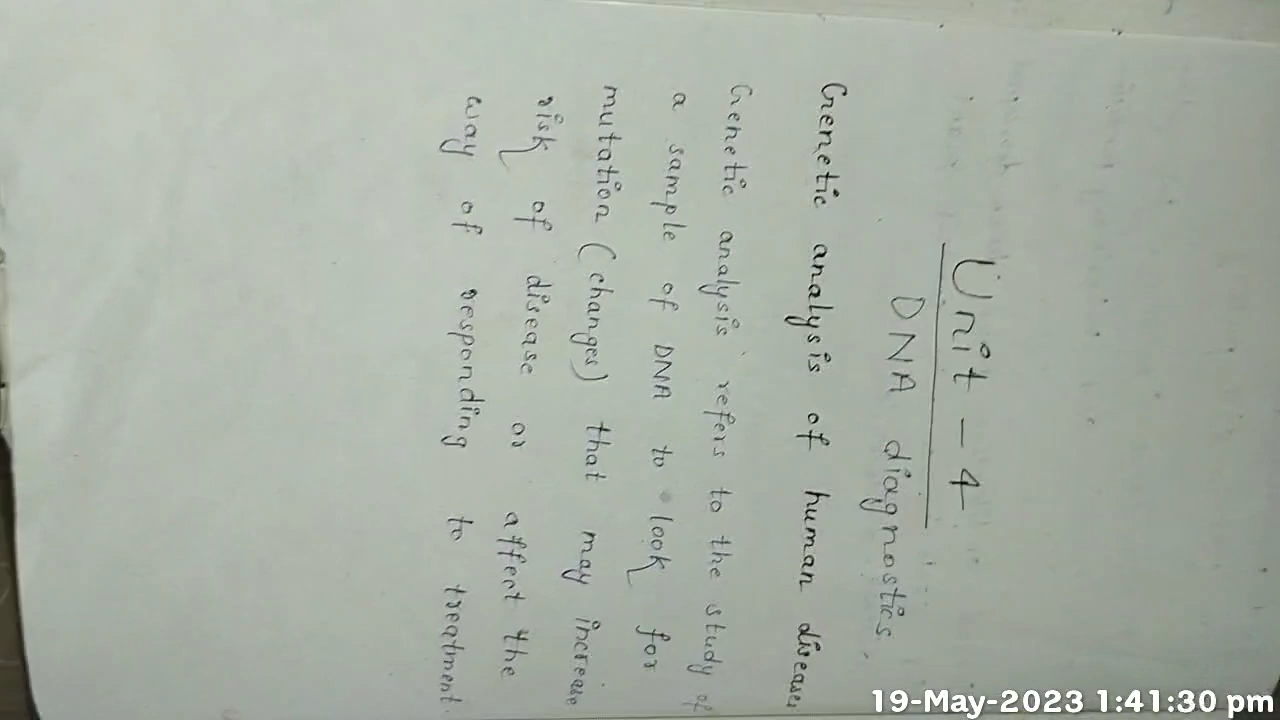 Unit - 4
DNA diagnostics.
Genetic analysis of human diseases
Genetic analysis refers to the study of
a sample of DNA to look for
mutation (changes) that may increase
risk of disease or affect the
way of responding to treatment.
19-May-2023 1:41:30 pm